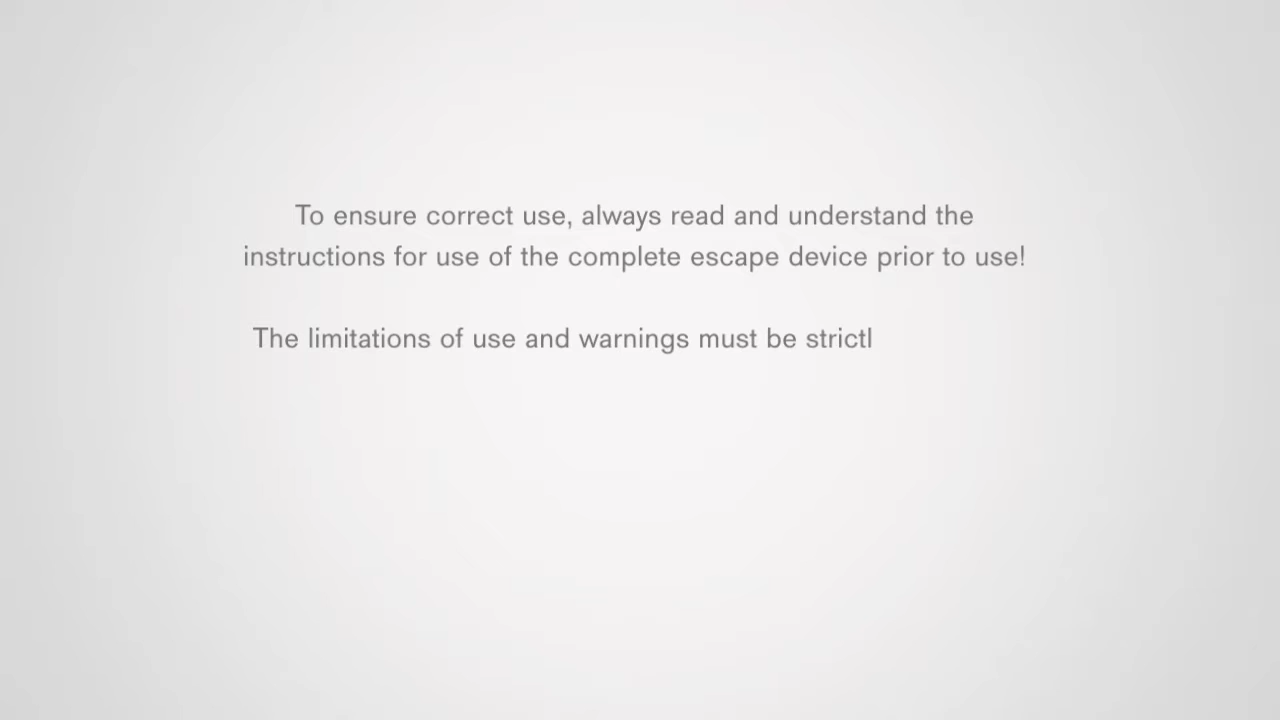 To ensure correct use, always read and understand the
instructions for use of the complete escape device prior to use!
The limitations of use and warnings must be strictl